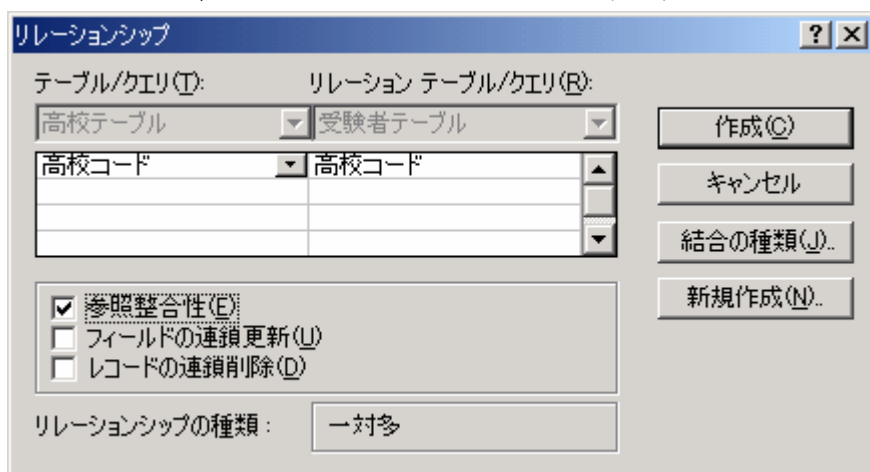 リレーションシップ
テーブル/クエリ(T): リレーション テーブル/クエリ(R):
高校テーブル 受験者テーブル 作成(C)
高校コード 高校コード
キャンセル
結合の種類(J)..
新規作成(N)..
参照整合性(E)
フィールドの連鎖更新(U)
レコードの連鎖削除(D)
リレーションシップの種類: 一対多